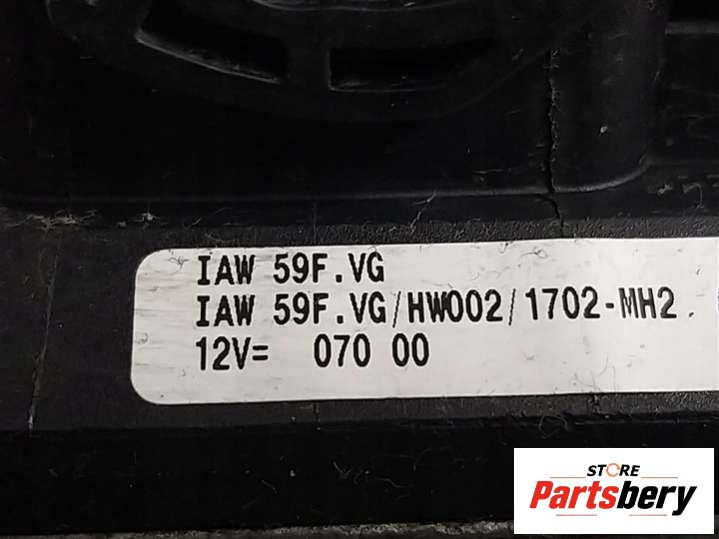 IAW 59F.VG
IAW 59F.VG/HW002/1702-MH2.
12V= 070 00
STORE
Partsbery